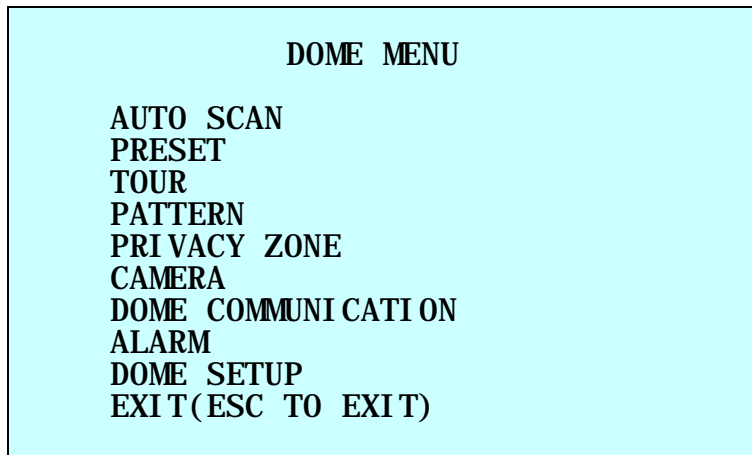 DOME MENU
AUTO SCAN
PRESET
TOUR
PATTERN
PRIVACY ZONE
CAMERA
DOME COMMUNICATION
ALARM
DOME SETUP
EXIT(ESC TO EXIT)